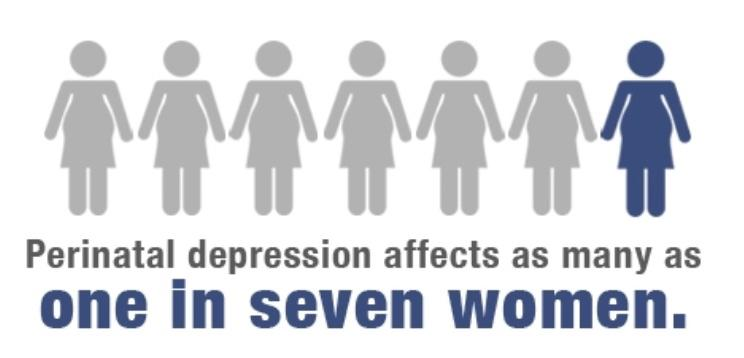 Perinatal depression affects as many as
one in seven women.